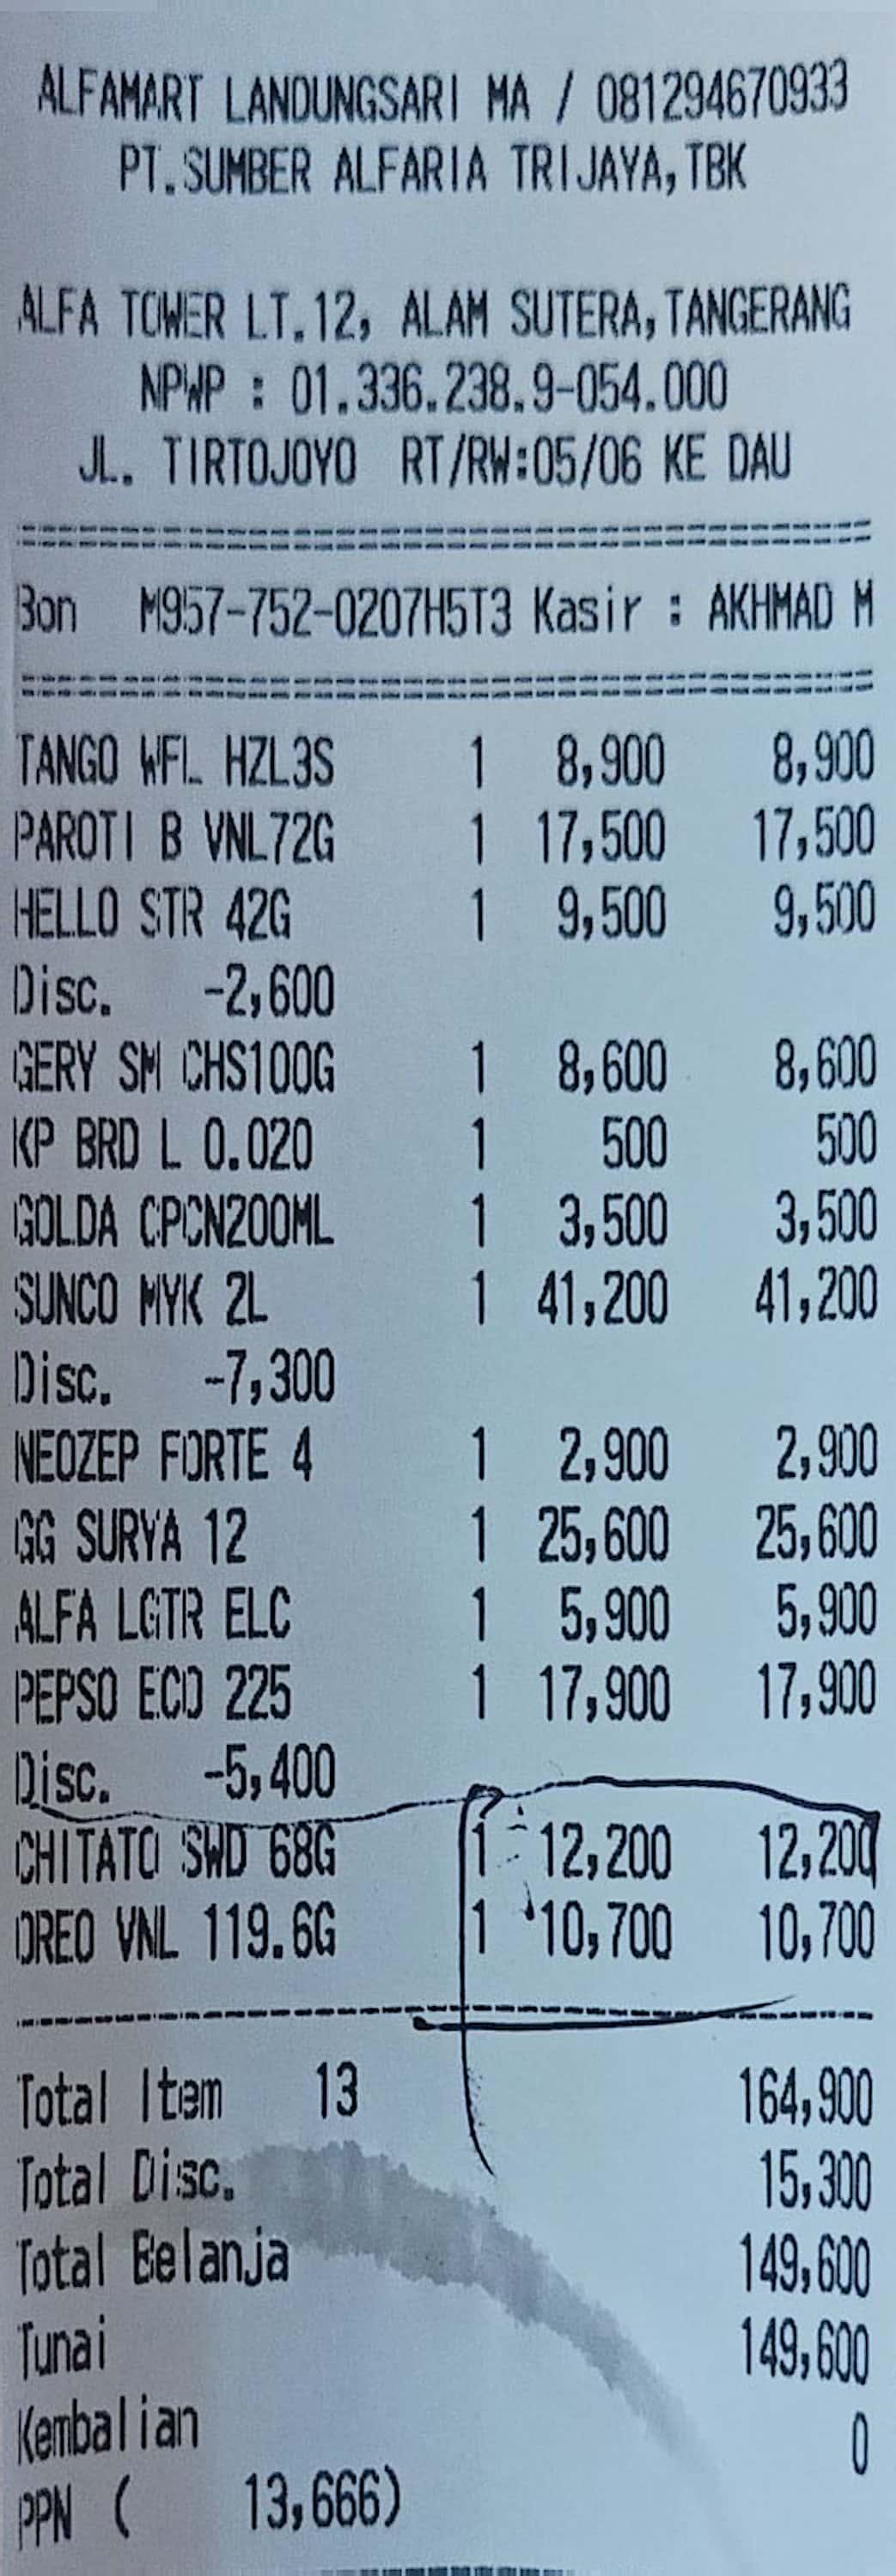 ALFAMART LANDUNGSARI MA / 081294670933
PT.SUMBER ALFARIA TRIJAYA,TBK
ALFA TOWER LT.12, ALAM SUTERA,TANGERANG
NPWP : 01.336.238.9-054.000
JL. TIRTOJOYO RT/RW:05/06 KE DAU
Bon M957-752-0207H5T3 Kasir : AKHMAD M
TANGO WFL HZL3S 1 8,900 8,900
PAROTI B VNL72G 1 17,500 17,500
HELLO STR 42G 1 9,500 9,500
Disc. -2,600
GERY SM CHS100G 1 8,600 8,600
KP BRD L 0.020 1 500 500
GOLDA CPCN200ML 1 3,500 3,500
SUNCO MYK 2L 1 41,200 41,200
Disc. -7,300
NEOZEP FORTE 4 1 2,900 2,900
GG SURYA 12 1 25,600 25,600
ALFA LGTR ELC 1 5,900 5,900
PEPSO ECO 225 1 17,900 17,900
Disc. -5,400
CHITATO SWD 68G 1 12,200 12,200
OREO VNL 119.6G 1 10,700 10,700
Total Item 13 164,900
Total Disc. 15,300
Total Belanja 149,600
Tunai 149,600
Kembalian 0
PPN ( 13,666)